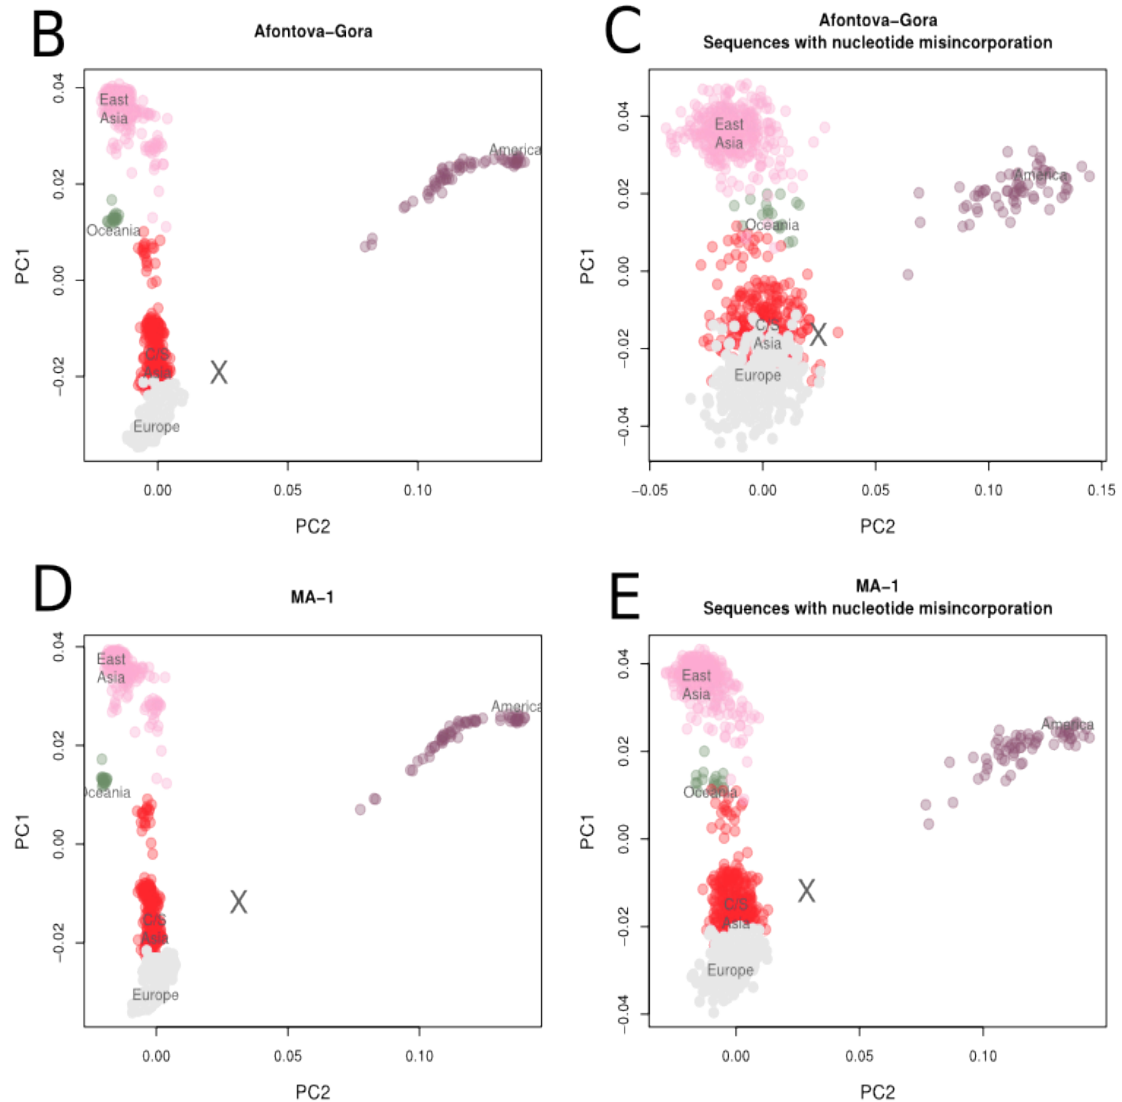 B
Afontova-Gora
PC1
0.04
0.02
0.00
−0.02
East
Asia
America
Oceania
C/S
Asia
X
Europe
0.00
0.05
0.10
PC2
C
Afontova-Gora
Sequences with nucleotide misincorporation
PC1
0.04
0.02
0.00
−0.02
−0.04
East
Asia
America
Oceania
C/S
Asia
X
Europe
−0.05
0.00
0.05
0.10
0.15
PC2
D
MA-1
PC1
0.04
0.02
0.00
−0.02
East
Asia
America
Oceania
C/S
Asia
X
Europe
0.00
0.05
0.10
PC2
E
MA-1
Sequences with nucleotide misincorporation
PC1
0.04
0.02
0.00
−0.02
−0.04
East
Asia
America
Oceania
C/S
Asia
X
Europe
0.00
0.05
0.10
PC2